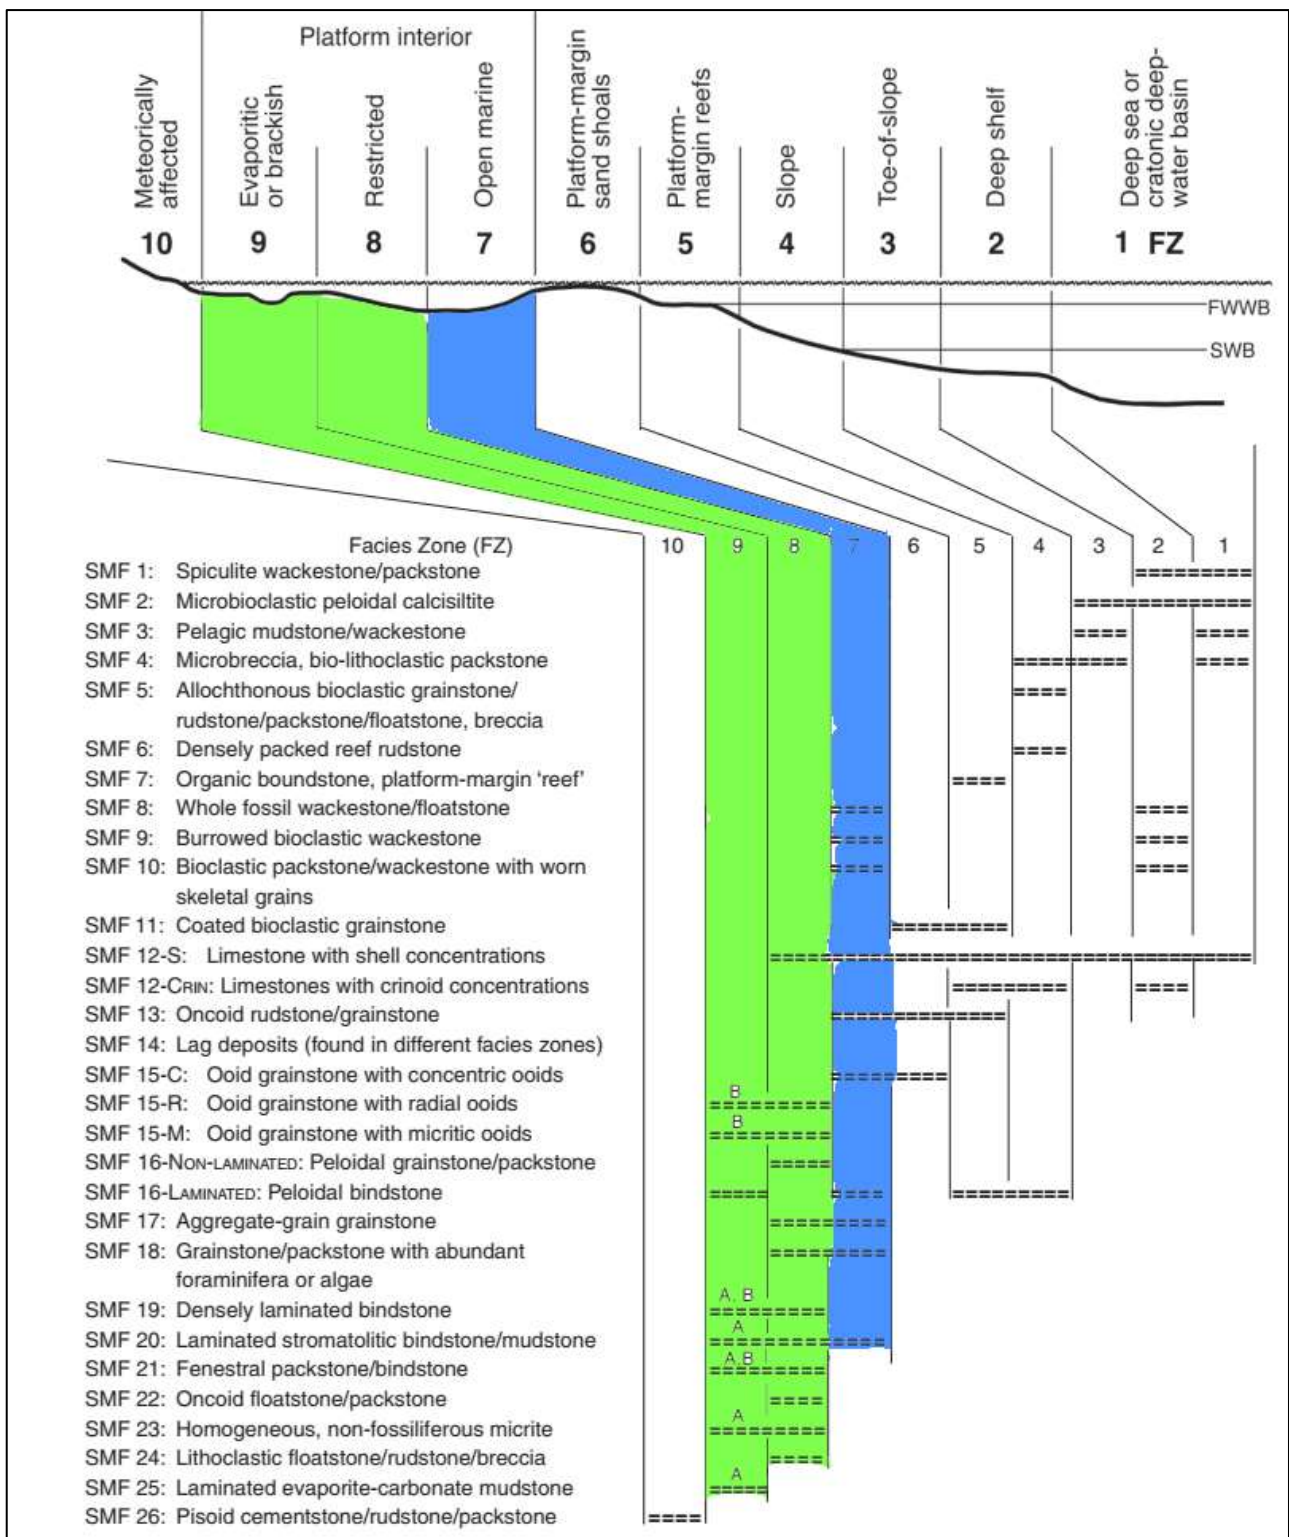 Platform interior
Meteorically
affected
Evaporitic
or brackish
Restricted
Open marine
Platform-margin
sand shoals
Platform-
margin reefs
Slope
Toe-of-slope
Deep shelf
Deep sea or
cratonic deep-
water basin
10 9 8 7 6 5 4 3 2 1 FZ
FWWB
SWB
Facies Zone (FZ) 10 9 8 7 6 5 4 3 2 1
SMF 1: Spiculite wackestone/packstone
SMF 2: Microbioclastic peloidal calcisiltite
SMF 3: Pelagic mudstone/wackestone
SMF 4: Microbreccia, bio-lithoclastic packstone
SMF 5: Allochthonous bioclastic grainstone/
rudstone/packstone/floatstone, breccia
SMF 6: Densely packed reef rudstone
SMF 7: Organic boundstone, platform-margin ‘reef’
SMF 8: Whole fossil wackestone/floatstone
SMF 9: Burrowed bioclastic wackestone
SMF 10: Bioclastic packstone/wackestone with worn
skeletal grains
SMF 11: Coated bioclastic grainstone
SMF 12-S: Limestone with shell concentrations
SMF 12-CRIN: Limestones with crinoid concentrations
SMF 13: Oncoid rudstone/grainstone
SMF 14: Lag deposits (found in different facies zones)
SMF 15-C: Ooid grainstone with concentric ooids
B
SMF 15-R: Ooid grainstone with radial ooids
B
SMF 15-M: Ooid grainstone with micritic ooids
SMF 16-NON-LAMINATED: Peloidal grainstone/packstone
SMF 16-LAMINATED: Peloidal bindstone
SMF 17: Aggregate-grain grainstone
SMF 18: Grainstone/packstone with abundant
foraminifera or algae
A, B
SMF 19: Densely laminated bindstone
A
SMF 20: Laminated stromatolitic bindstone/mudstone
A,B
SMF 21: Fenestral packstone/bindstone
SMF 22: Oncoid floatstone/packstone
A
SMF 23: Homogeneous, non-fossiliferous micrite
SMF 24: Lithoclastic floatstone/rudstone/breccia
A
SMF 25: Laminated evaporite-carbonate mudstone
SMF 26: Pisoid cementstone/rudstone/packstone